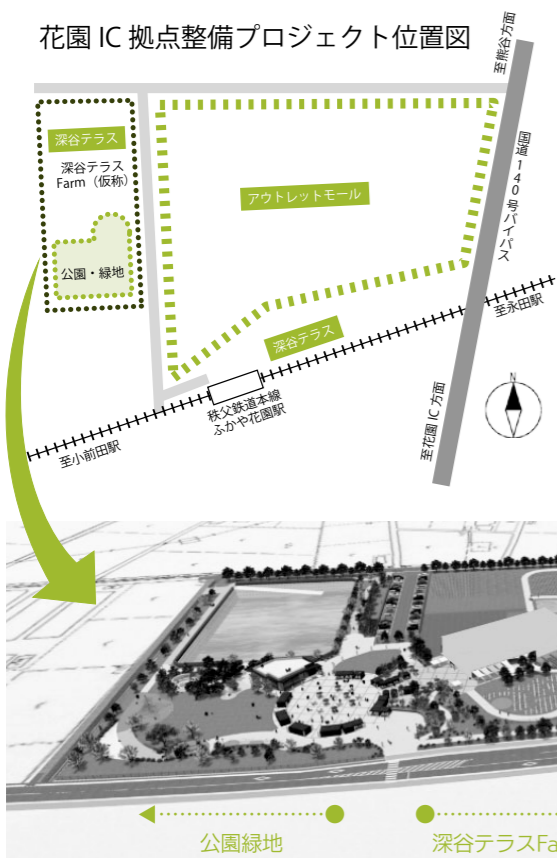 花園 IC 拠点整備プロジェクト位置図
至熊谷方面
深谷テラス
深谷テラス
Farm（仮称）
国道140号バイパス
アウトレットモール
公園・緑地
至永田駅
深谷テラス
N
秩父鉄道本線
ふかや花園駅
至花園 IC 方面
至小前田駅
公園緑地
深谷テラスFa